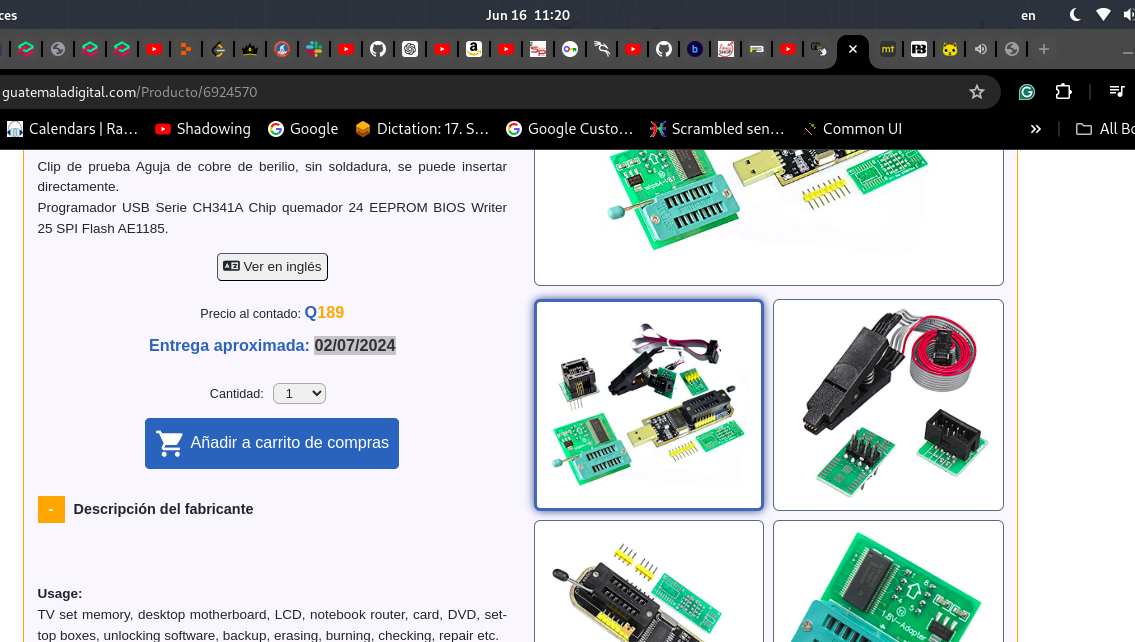 ces
Jun 16 11:20
en
guatemaladigital.com/Producto/6924570
Calendars | Ra...
Shadowing
Google
Dictation: 17. S...
Google Custo...
Scrambled sen...
Common UI
»
All Bo
Clip de prueba Aguja de cobre de berilio, sin soldadura, se puede insertar
directamente.
Programador USB Serie CH341A Chip quemador 24 EEPROM BIOS Writer
25 SPI Flash AE1185.
Ver en inglés
Precio al contado: Q189
Entrega aproximada: 02/07/2024
Cantidad: 1
Añadir a carrito de compras
- Descripción del fabricante
Usage:
TV set memory, desktop motherboard, LCD, notebook router, card, DVD, set-
top boxes, unlocking software, backup, erasing, burning, checking, repair etc.